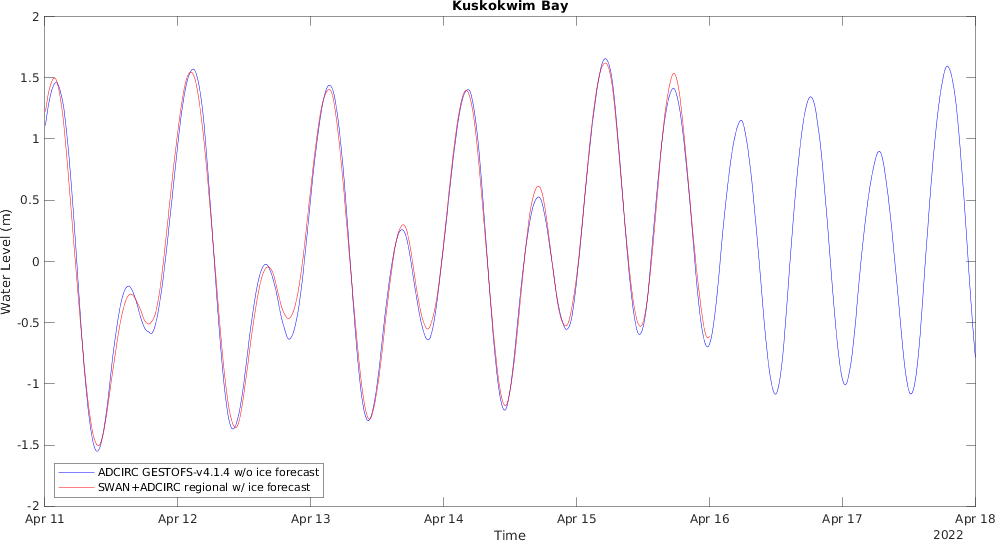 Kuskokwim Bay
2
1.5
1
0.5
0
-0.5
-1
-1.5
-2
Water Level (m)
ADCIRC GESTOFS-v4.1.4 w/o ice forecast
SWAN+ADCIRC regional w/ ice forecast
Apr 11 Apr 12 Apr 13 Apr 14 Apr 15 Apr 16 Apr 17 Apr 18
Time
2022